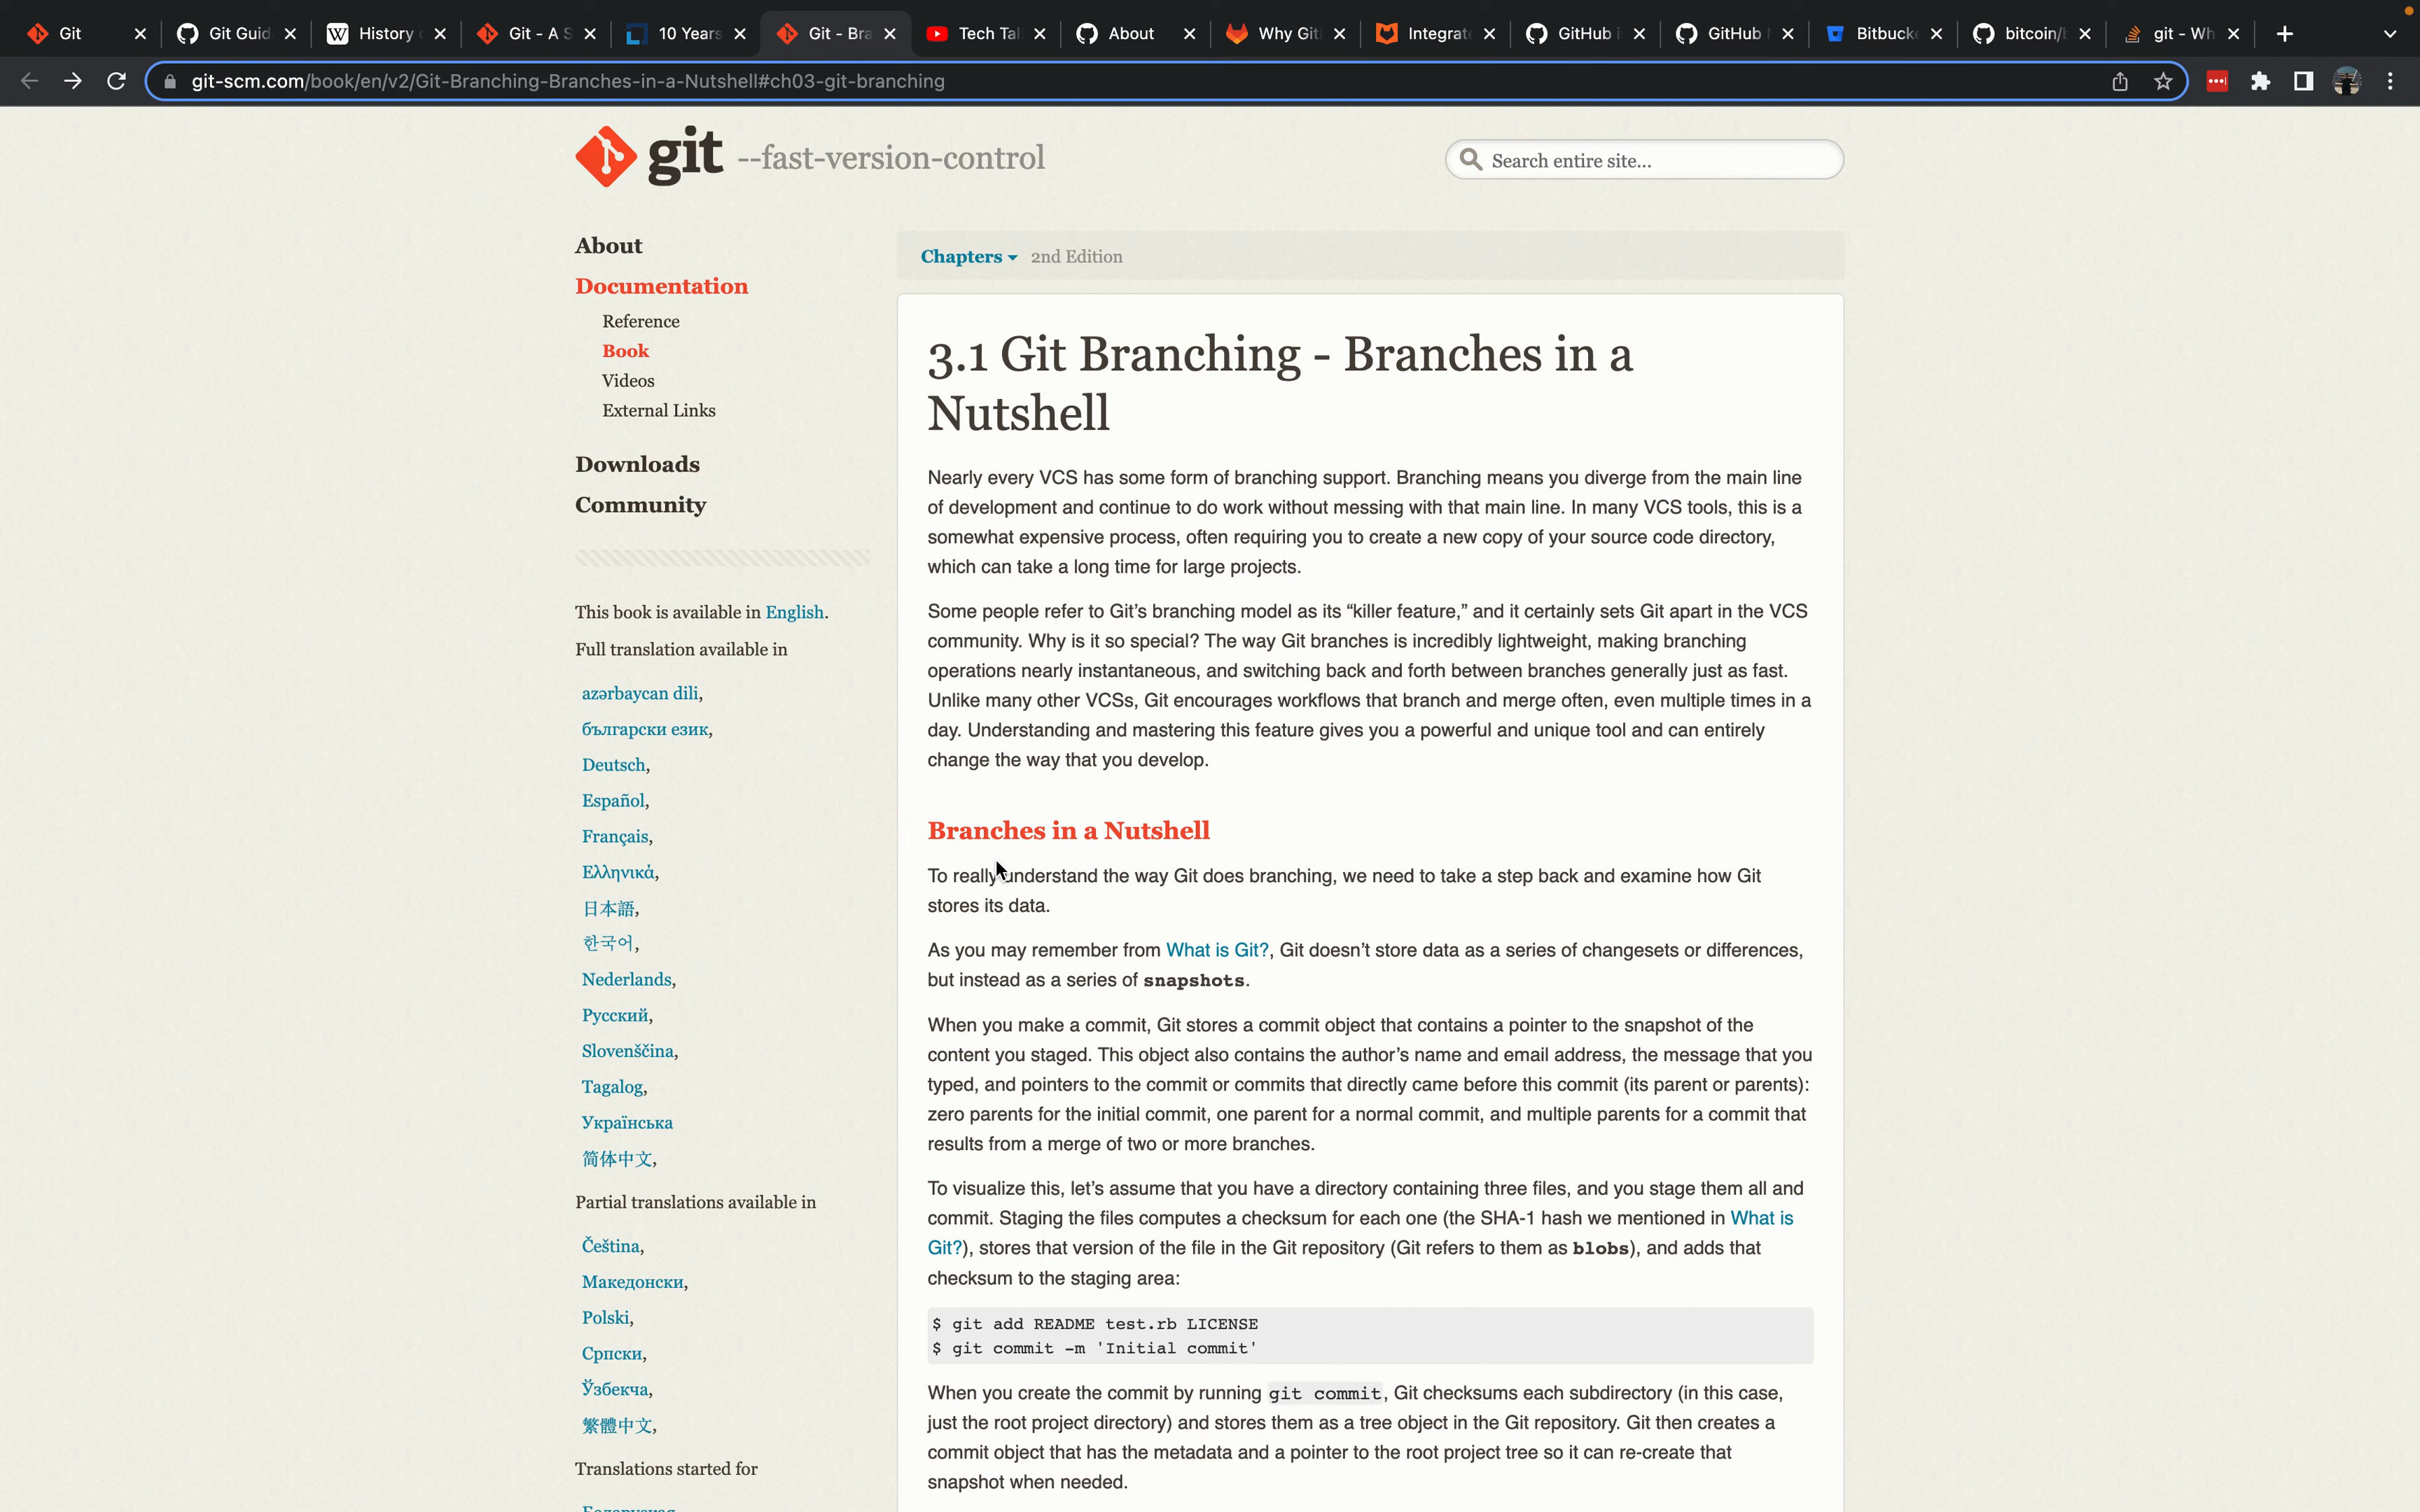 Git
Git Guid
History
Git - A S
10 Years
Git - Bra
Tech Tal
About
Why Git
Integrat
GitHub i
GitHub
Bitbuck
bitcoin/
git - Wh
git-scm.com/book/en/v2/Git-Branching-Branches-in-a-Nutshell#ch03-git-branching
git --fast-version-control
Search entire site...
About
Documentation
Reference
Book
Videos
External Links
Downloads
Community
This book is available in English.
Full translation available in
azərbaycan dili,
български език,
Deutsch,
Español,
Français,
Ελληνικά,
日本語,
한국어,
Nederlands,
Русский,
Slovenščina,
Tagalog,
Українська
简体中文,
Partial translations available in
Čeština,
Македонски,
Polski,
Српски,
Ўзбекча,
繁體中文,
Translations started for
Chapters 2nd Edition
3.1 Git Branching - Branches in a
Nutshell
Nearly every VCS has some form of branching support. Branching means you diverge from the main line
of development and continue to do work without messing with that main line. In many VCS tools, this is a
somewhat expensive process, often requiring you to create a new copy of your source code directory,
which can take a long time for large projects.
Some people refer to Git’s branching model as its “killer feature,” and it certainly sets Git apart in the VCS
community. Why is it so special? The way Git branches is incredibly lightweight, making branching
operations nearly instantaneous, and switching back and forth between branches generally just as fast.
Unlike many other VCSs, Git encourages workflows that branch and merge often, even multiple times in a
day. Understanding and mastering this feature gives you a powerful and unique tool and can entirely
change the way that you develop.
Branches in a Nutshell
To really understand the way Git does branching, we need to take a step back and examine how Git
stores its data.
As you may remember from What is Git?, Git doesn’t store data as a series of changesets or differences,
but instead as a series of snapshots.
When you make a commit, Git stores a commit object that contains a pointer to the snapshot of the
content you staged. This object also contains the author’s name and email address, the message that you
typed, and pointers to the commit or commits that directly came before this commit (its parent or parents):
zero parents for the initial commit, one parent for a normal commit, and multiple parents for a commit that
results from a merge of two or more branches.
To visualize this, let’s assume that you have a directory containing three files, and you stage them all and
commit. Staging the files computes a checksum for each one (the SHA-1 hash we mentioned in What is
Git?), stores that version of the file in the Git repository (Git refers to them as blobs), and adds that
checksum to the staging area:
$ git add README test.rb LICENSE
$ git commit -m 'Initial commit'
When you create the commit by running git commit, Git checksums each subdirectory (in this case,
just the root project directory) and stores them as a tree object in the Git repository. Git then creates a
commit object that has the metadata and a pointer to the root project tree so it can re-create that
snapshot when needed.